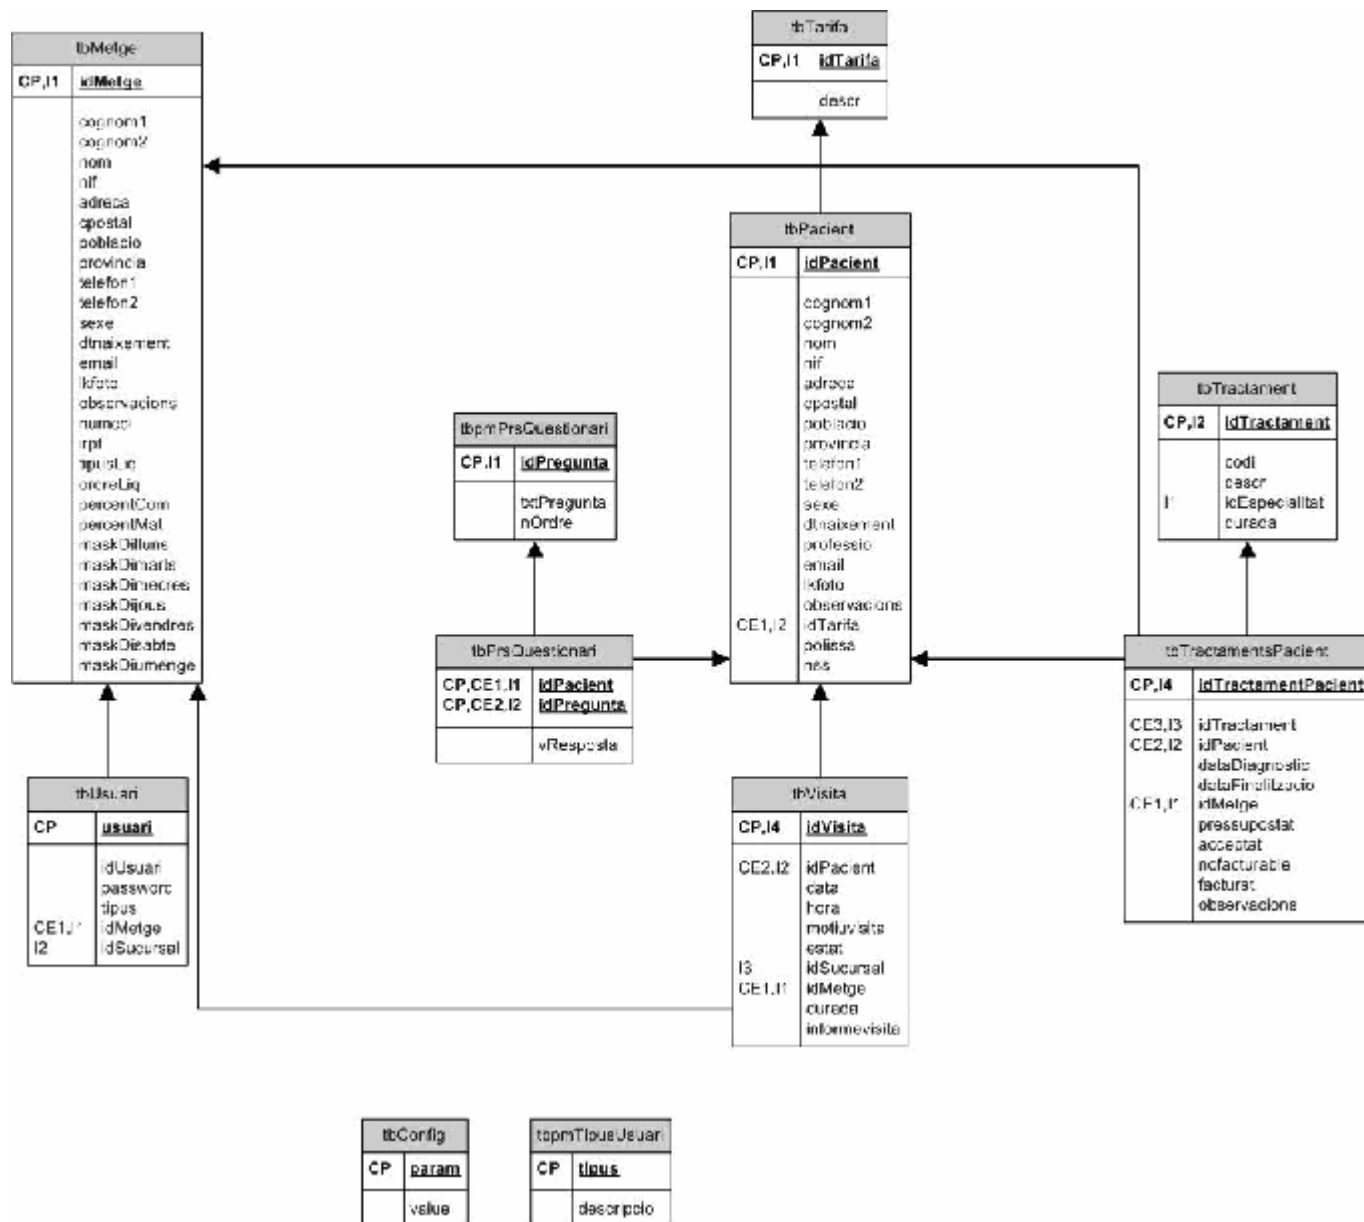 tbMetge
CP,I1 idMetge
cognom1
cognom2
nom
nif
adreca
cpostal
poblacio
provincia
telefon1
telefon2
sexe
dtnaixement
email
lkfoto
observacions
numcol
irpf
tipusLiq
ordreLiq
percentCom
percentMat
maskDilluns
maskDimarts
maskDimecres
maskDijous
maskDivendres
maskDisabte
maskDiumenge
tbTarifa
CP,I1 idTarifa
descr
tbPacient
CP,I1 idPacient
cognom1
cognom2
nom
nif
adreca
cpostal
poblacio
provincia
telefon1
telefon2
sexe
dtnaixement
professio
email
lkfoto
observacions
CE1,I2 idTarifa
polissa
nss
tbpmPrsQuestionari
CP,I1 idPregunta
txtPregunta
nOrdre
tbTractament
CP,I2 idTractament
codi
descr
I1 idEspecialitat
durada
tbPrsQuestionari
CP,CE1,I1 idPacient
CP,CE2,I2 idPregunta
vResposta
tbTractamentsPacient
CP,I4 idTractamentPacient
CE3,I3 idTractament
CE2,I2 idPacient
dataDiagnostic
dataFinalitzacio
CE1,I1 idMetge
pressupostat
acceptat
nofacturable
facturat
observacions
tbUsuari
CP usuari
idUsuari
password
tipus
CE1,I1 idMetge
I2 idSucursal
tbVisita
CP,I4 idVisita
CE2,I2 idPacient
data
hora
motiuvisita
estat
I3 idSucursal
CE1,I1 idMetge
durada
informevisita
tbConfig
CP param
value
tbpmTipusUsuari
CP tipus
descripcio